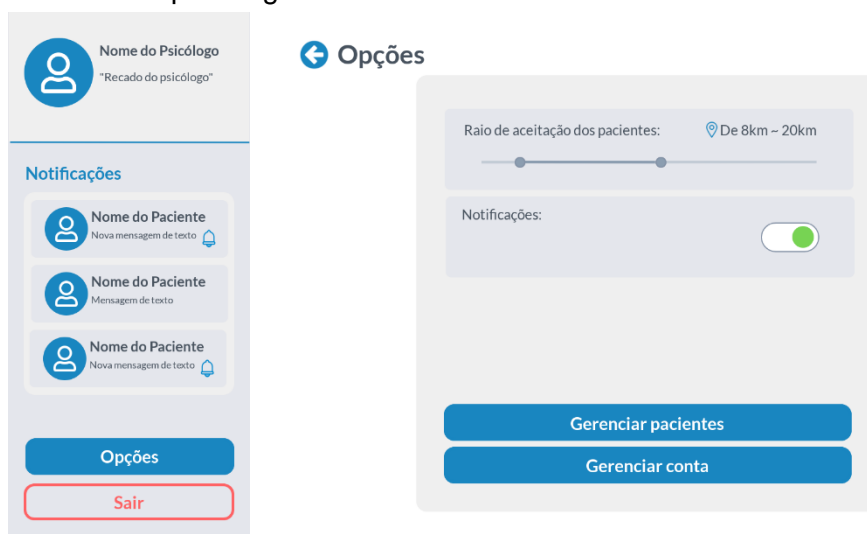 Nome do Psicólogo
"Recado do psicólogo"
Notificações
Nome do Paciente
Nova mensagem de texto
Nome do Paciente
Mensagem de texto
Nome do Paciente
Nova mensagem de texto
Opções
Sair
Opções
Raio de aceitação dos pacientes:
De 8km ~ 20km
Notificações:
Gerenciar pacientes
Gerenciar conta